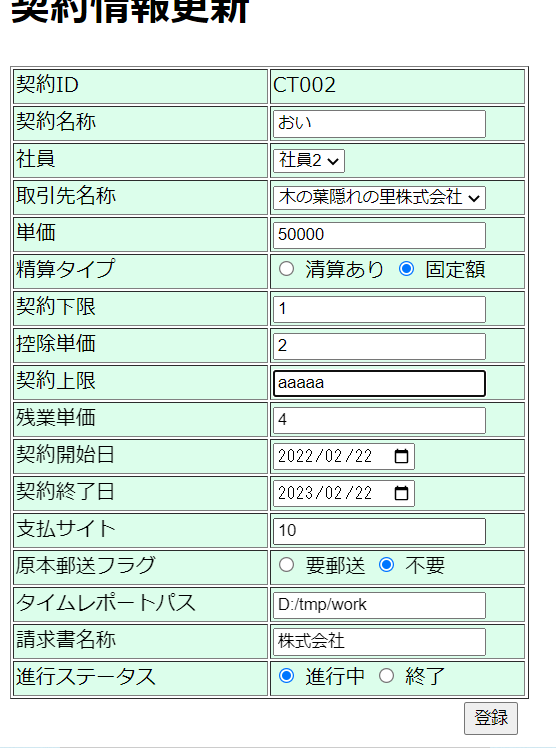 契約情報更新
契約ID CT002
契約名称 おい
社員 社員2
取引先名称 木の葉隠れの里株式会社
単価 50000
精算タイプ 清算あり 固定額
契約下限 1
控除単価 2
契約上限 aaaaa
残業単価 4
契約開始日 2022/02/22
契約終了日 2023/02/22
支払サイト 10
原本郵送フラグ 要郵送 不要
タイムレポートパス D:/tmp/work
請求書名称 株式会社
進行ステータス 進行中 終了
登録